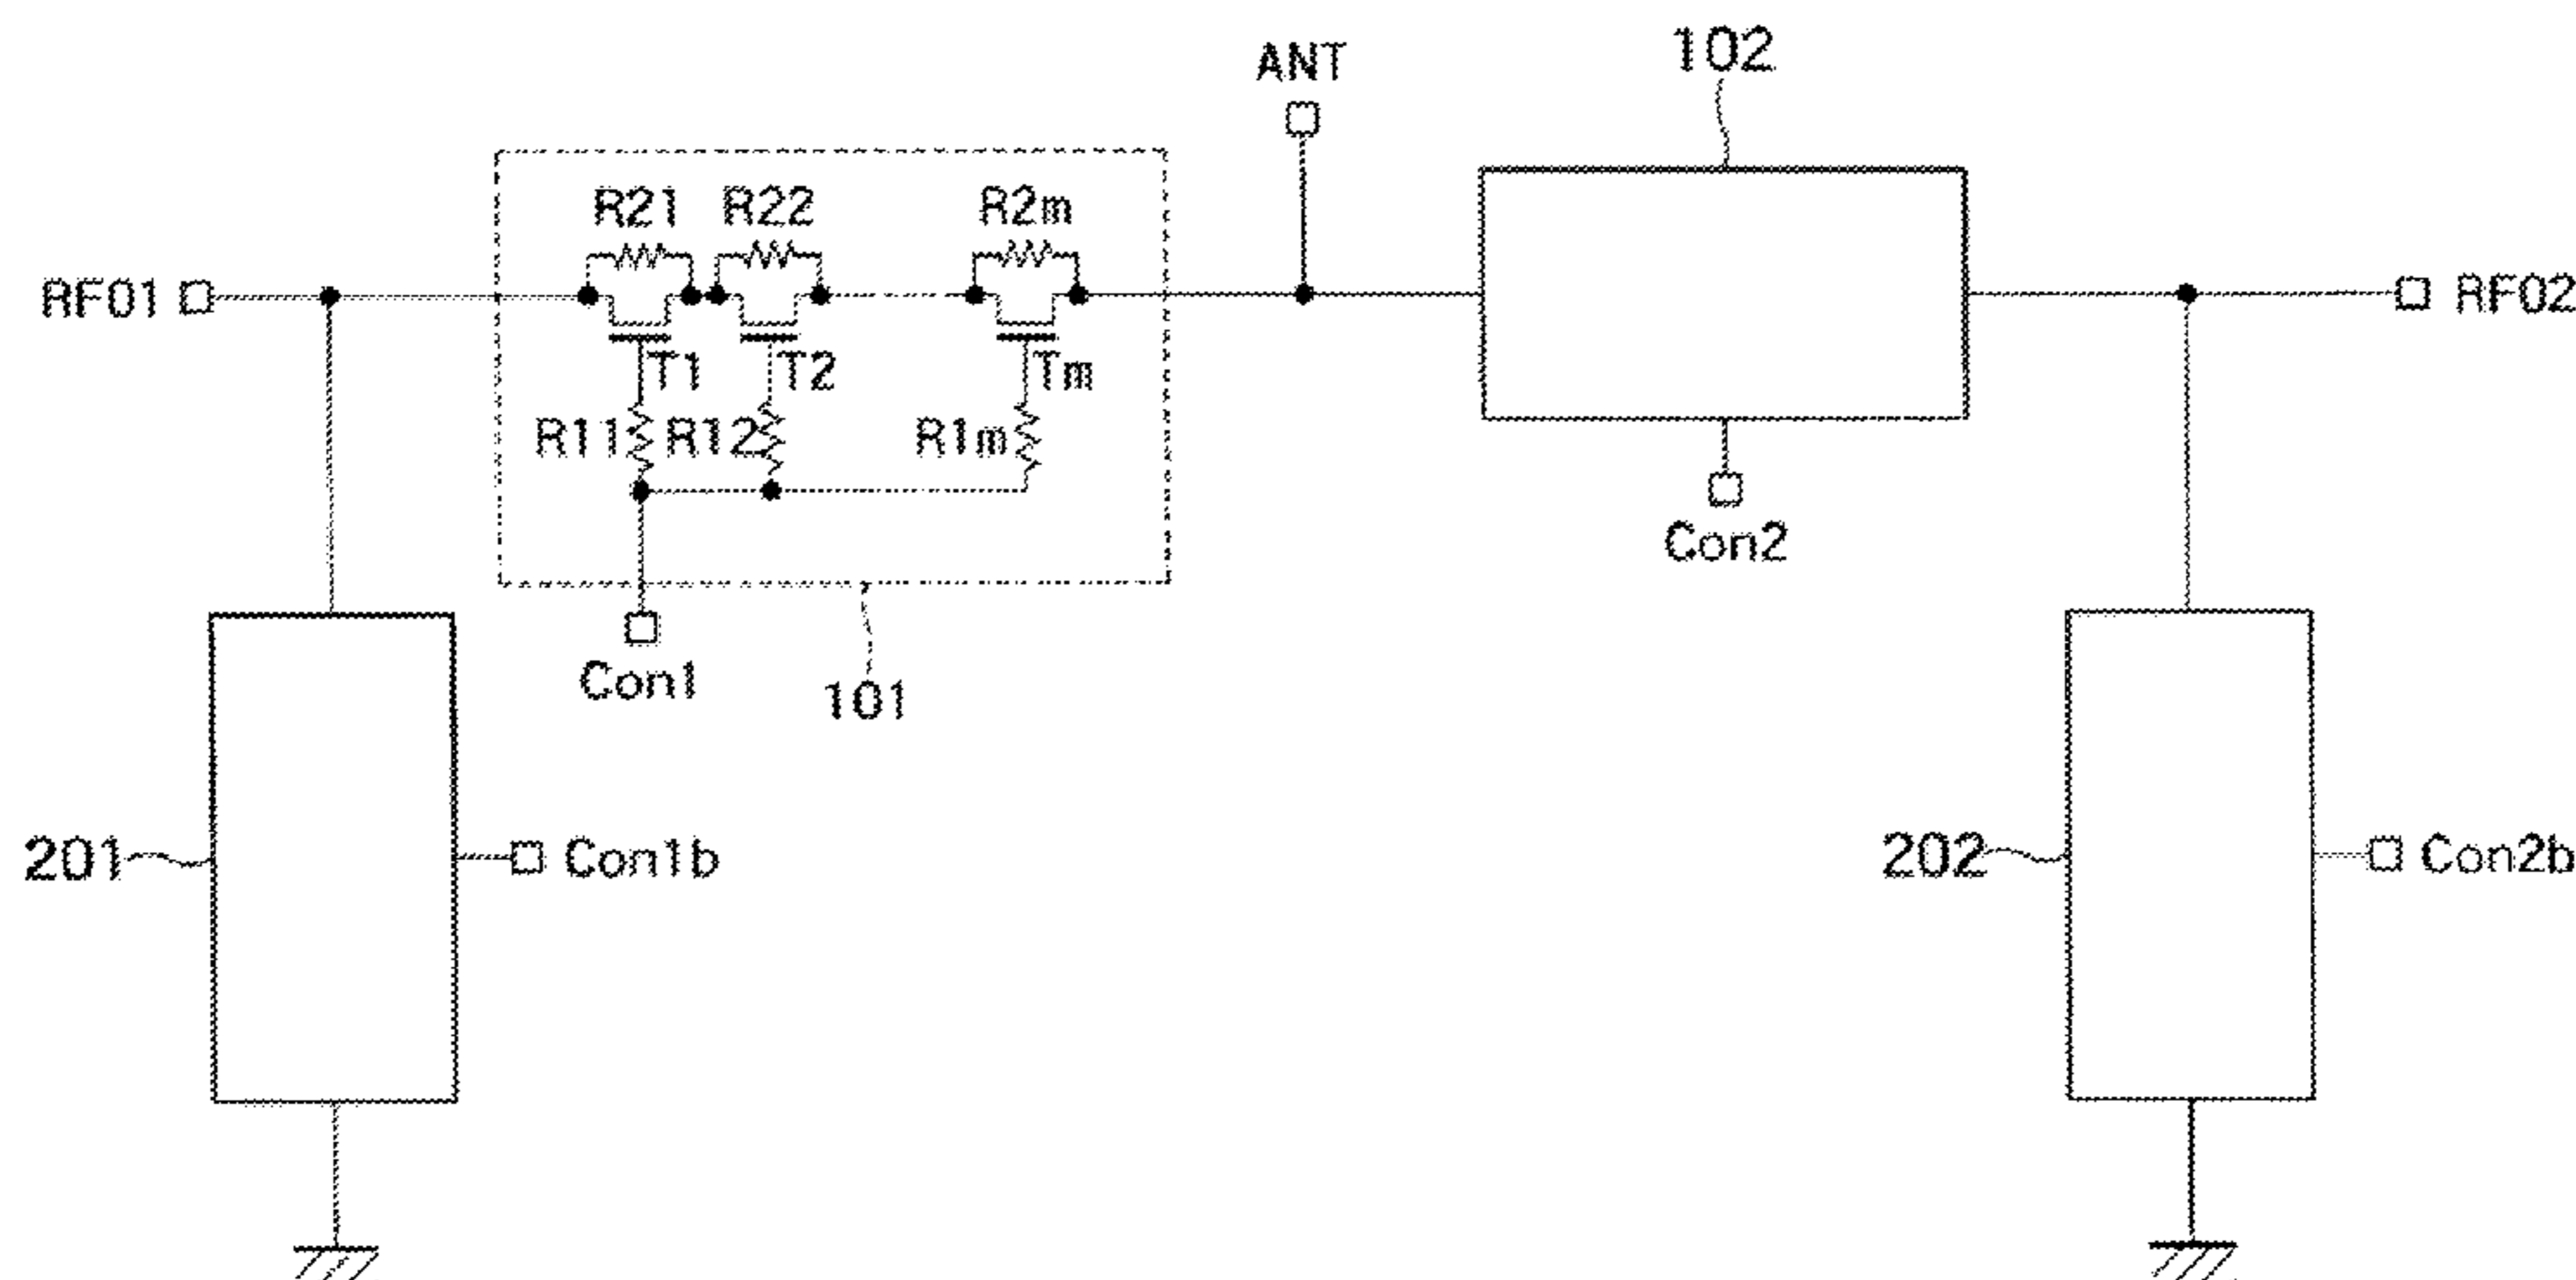 102
ANT
R21 R22 R2m
RF01
RF02
T1 T2 Tm
R11 R12 R1m
Con2
Con1
101
201
Con1b
202
Con2b